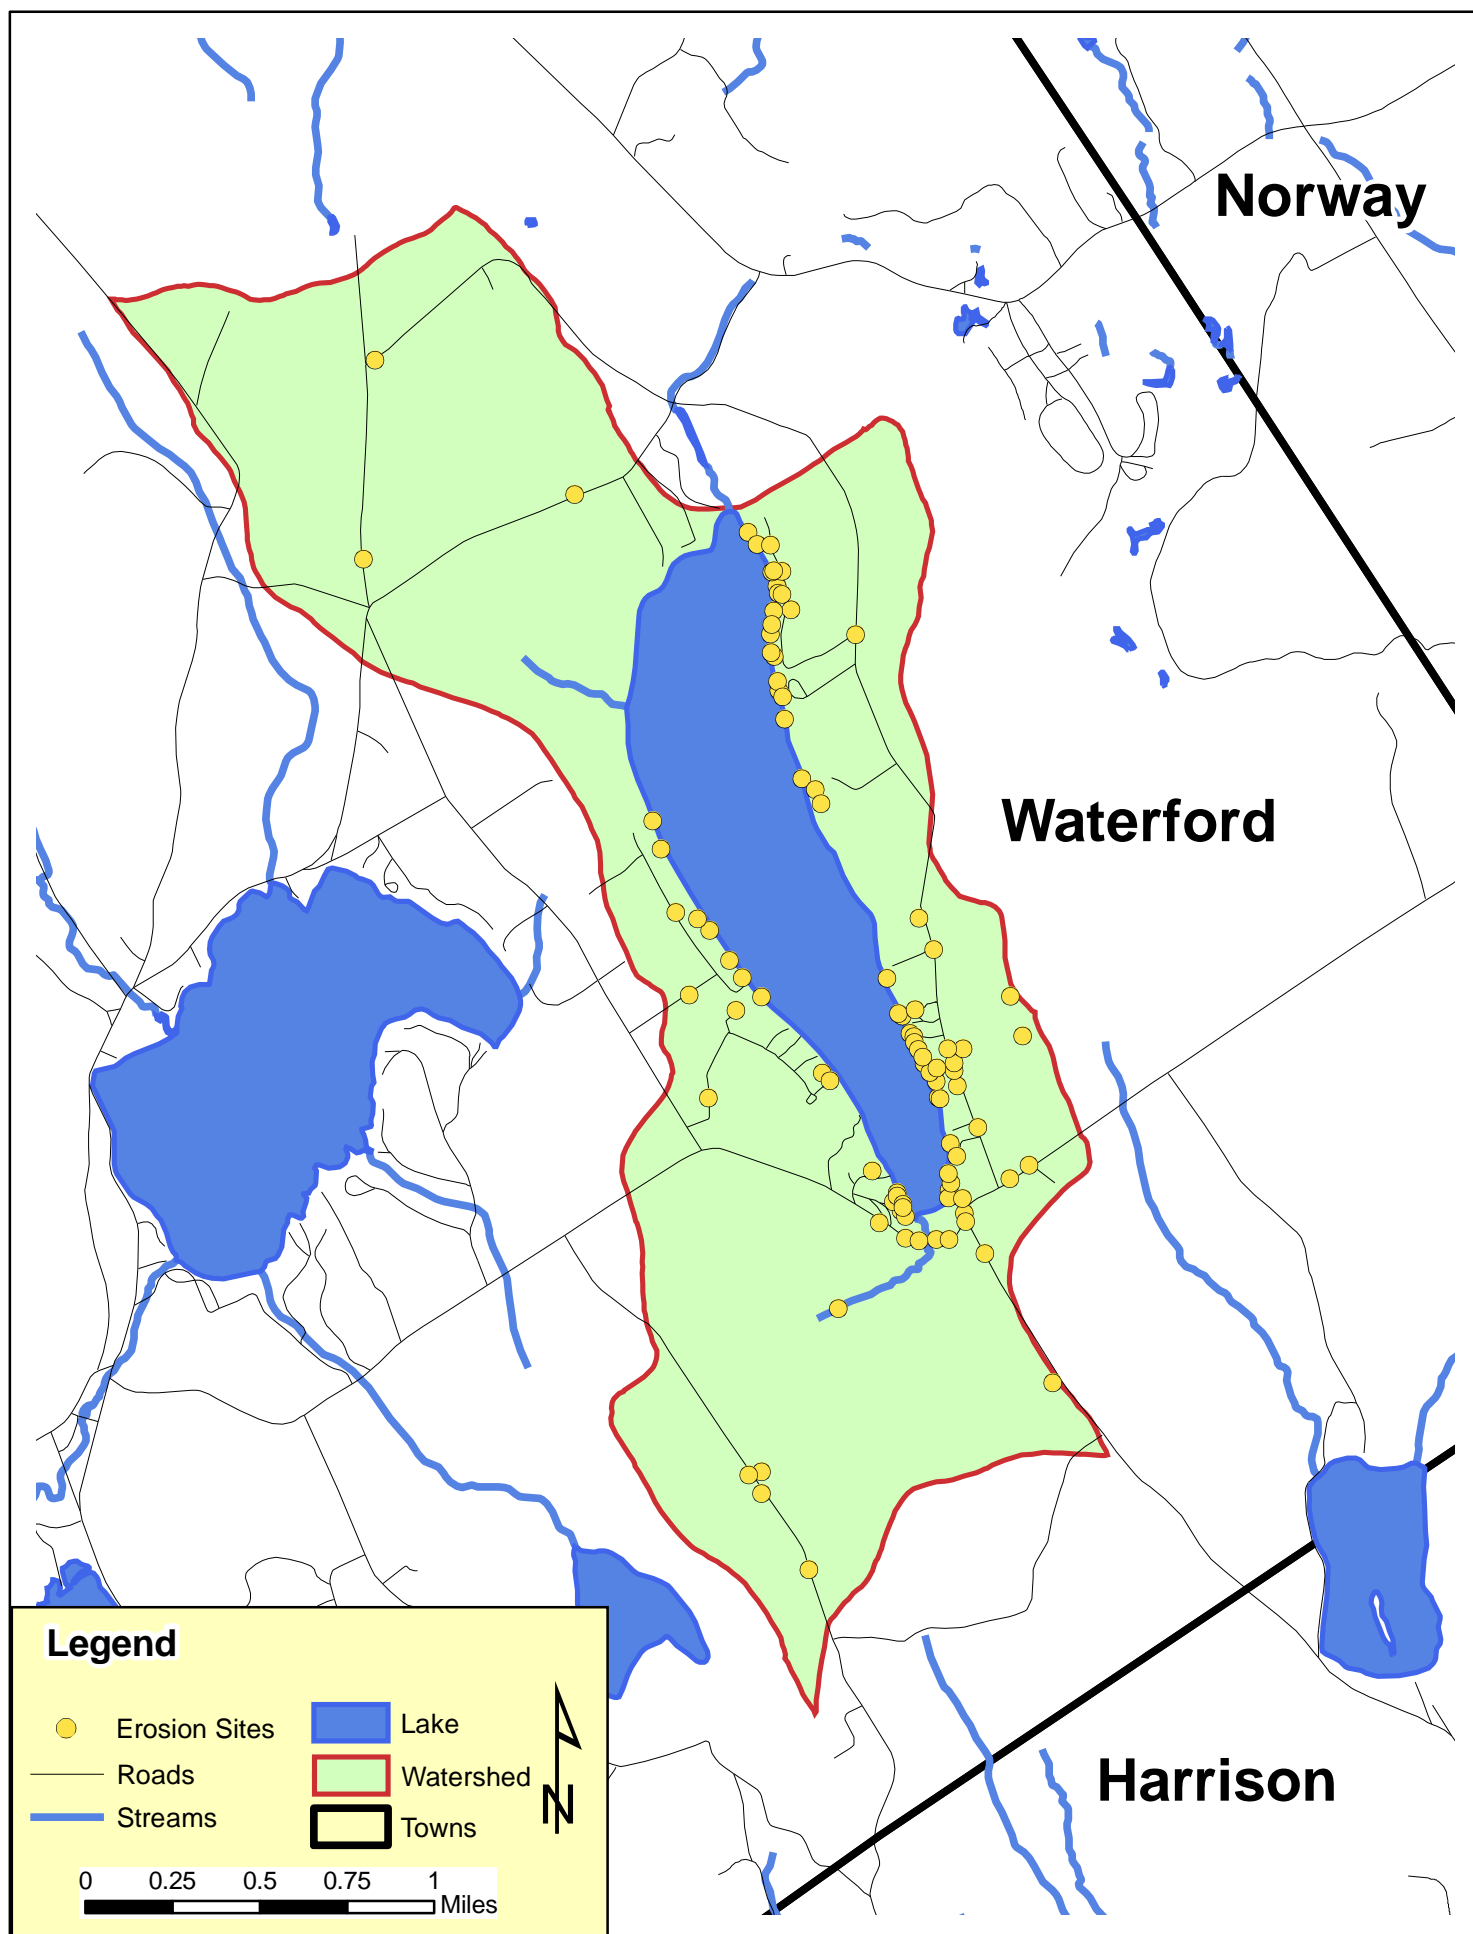 Norway
Waterford
Harrison
Legend
Erosion Sites
Roads
Streams
Lake
Watershed
Towns
N
0 0.25 0.5 0.75 1
Miles